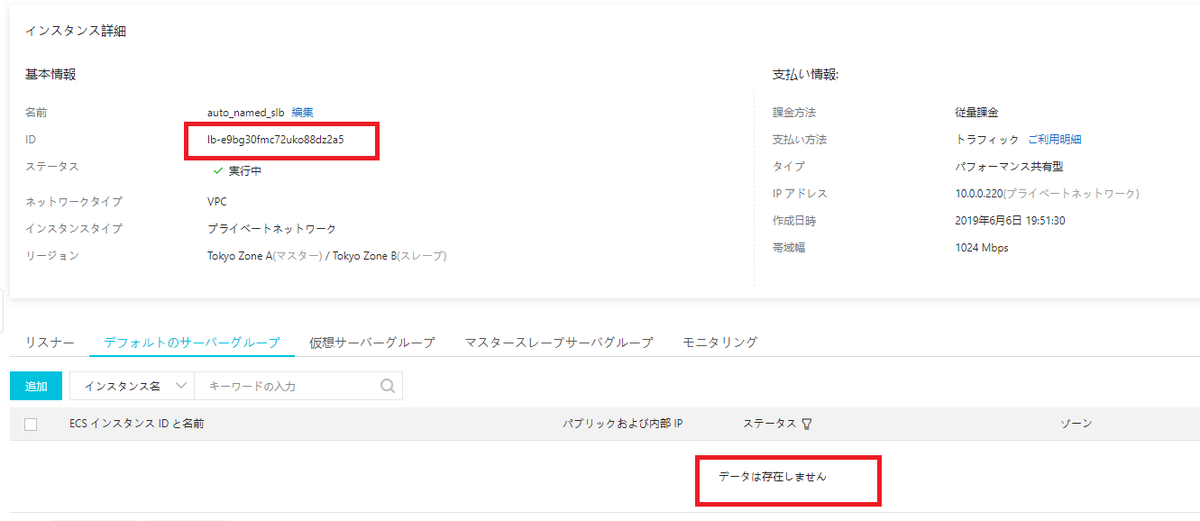 インスタンス詳細
基本情報
名前 auto_named_slb 編集
ID lb-e9bg30fmc72uko88dz2a5
ステータス 実行中
ネットワークタイプ VPC
インスタンスタイプ プライベートネットワーク
リージョン Tokyo Zone A(マスター) / Tokyo Zone B(スレーブ)
支払い情報:
課金方法 従量課金
支払い方法 トラフィック ご利用明細
タイプ パフォーマンス共有型
IP アドレス 10.0.0.220(プライベートネットワーク)
作成日時 2019年6月6日 19:51:30
帯域幅 1024 Mbps
リスナー デフォルトのサーバーグループ 仮想サーバーグループ マスタースレーブサーバグループ モニタリング
追加 インスタンス名 キーワードの入力
ECS インスタンス ID と名前 パブリックおよび内部 IP ステータス ゾーン
データは存在しません